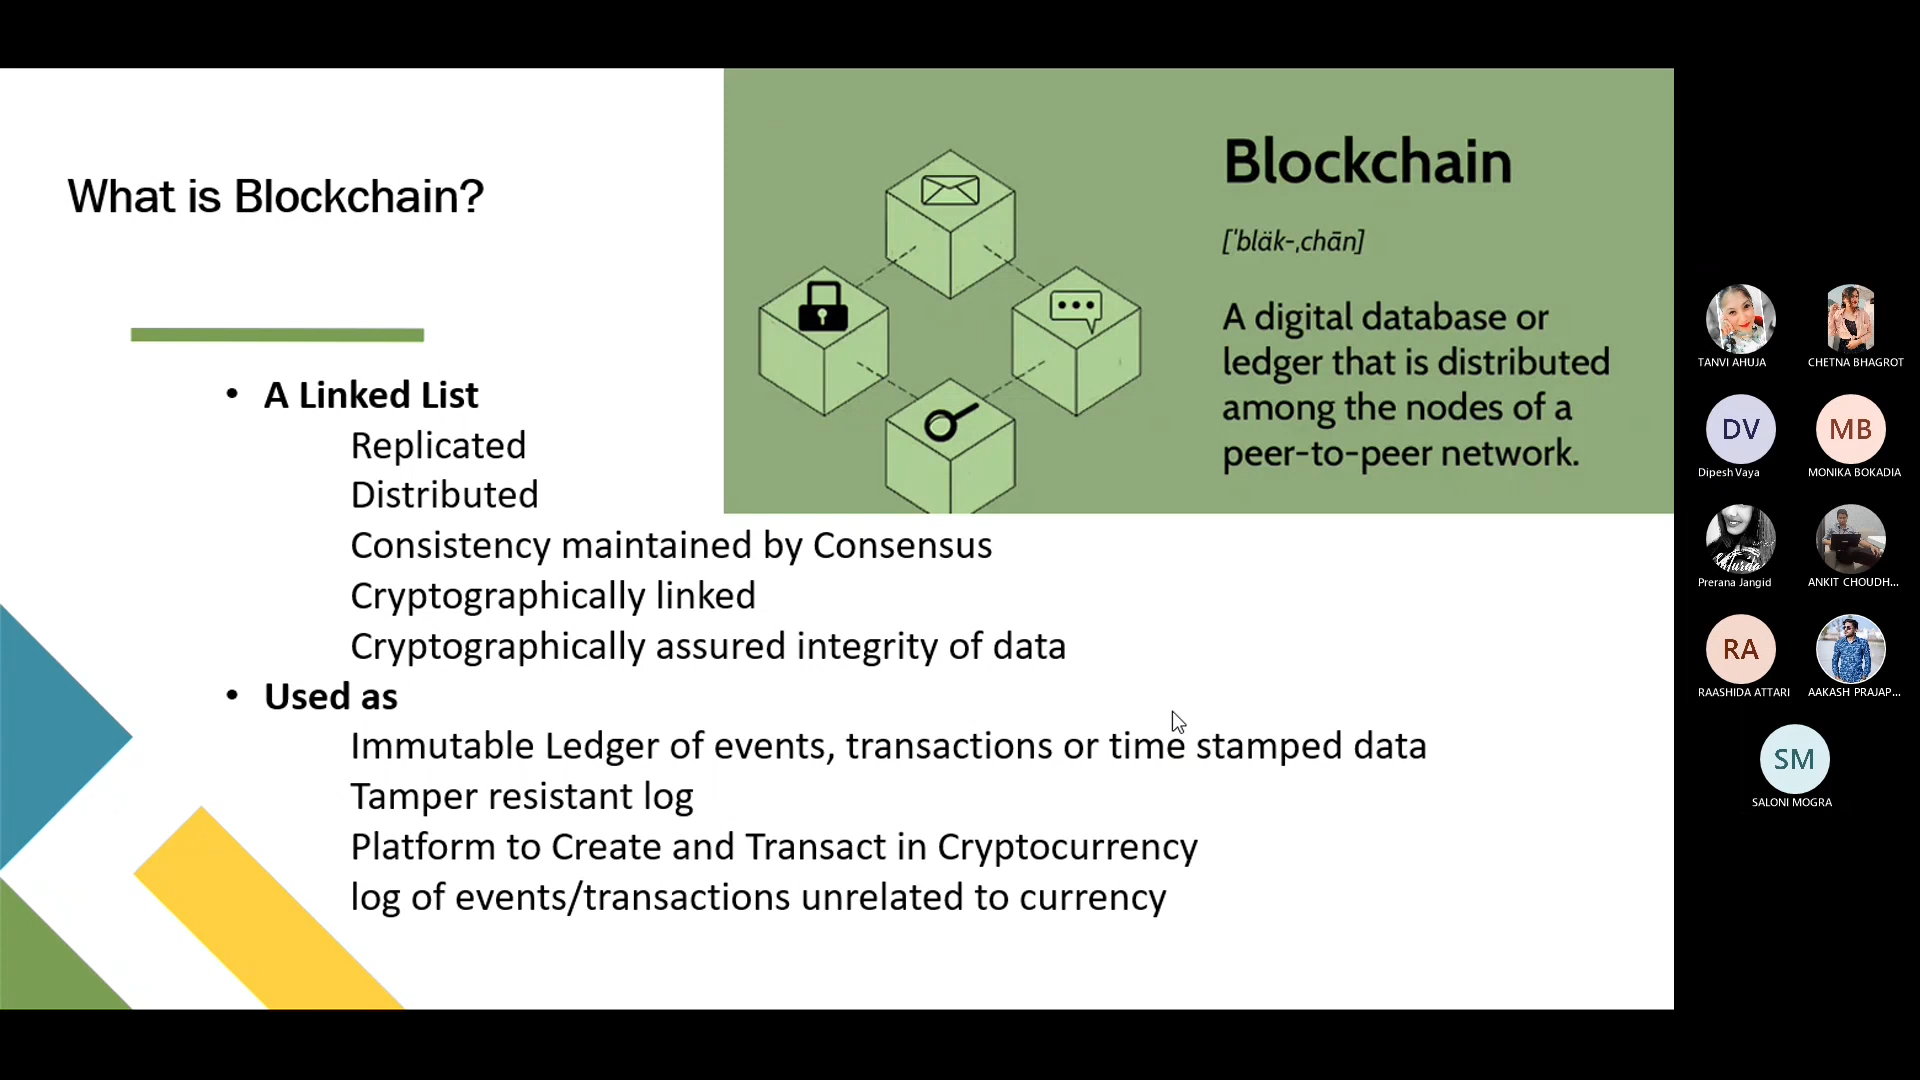 What is Blockchain?
Blockchain
['bläk-ˌchān]
A digital database or
ledger that is distributed
among the nodes of a
peer-to-peer network.
• A Linked List
Replicated
Distributed
Consistency maintained by Consensus
Cryptographically linked
Cryptographically assured integrity of data
• Used as
Immutable Ledger of events, transactions or time stamped data
Tamper resistant log
Platform to Create and Transact in Cryptocurrency
log of events/transactions unrelated to currency
TANVI AHUJA
CHETNA BHAGROT
DV
MB
Dipesh Vaya
MONIKA BOKADIA
Prerana Jangid
ANKIT CHOUDH...
RA
RAASHIDA ATTARI
AAKASH PRAJAP...
SM
SALONI MOGRA